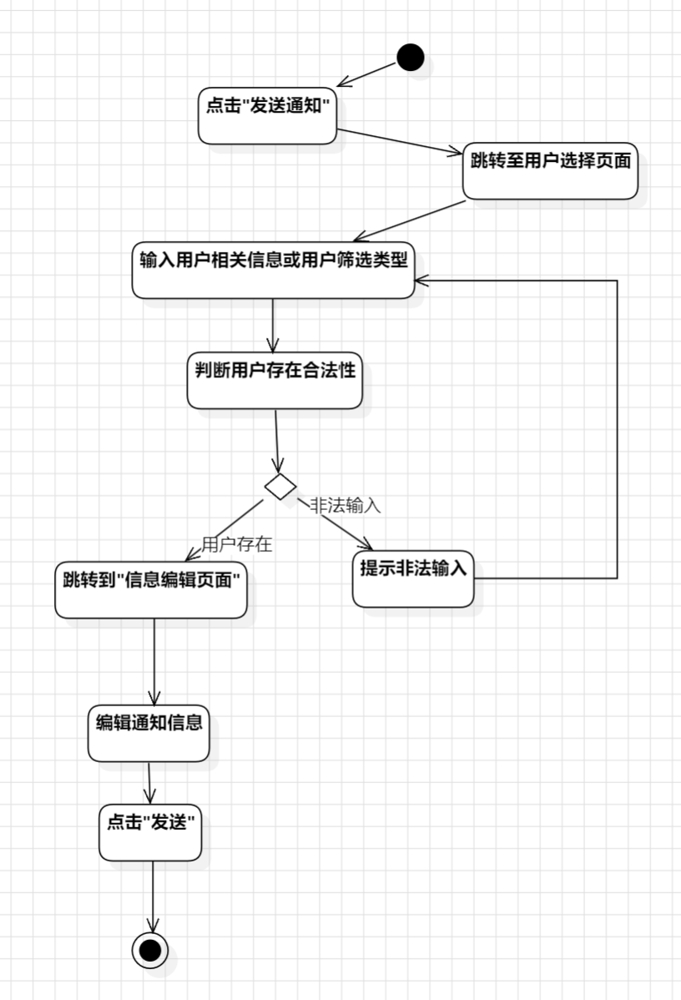 点击"发送通知"
跳转至用户选择页面
输入用户相关信息或用户筛选类型
判断用户存在合法性
非法输入
用户存在
提示非法输入
跳转到"信息编辑页面"
编辑通知信息
点击"发送"